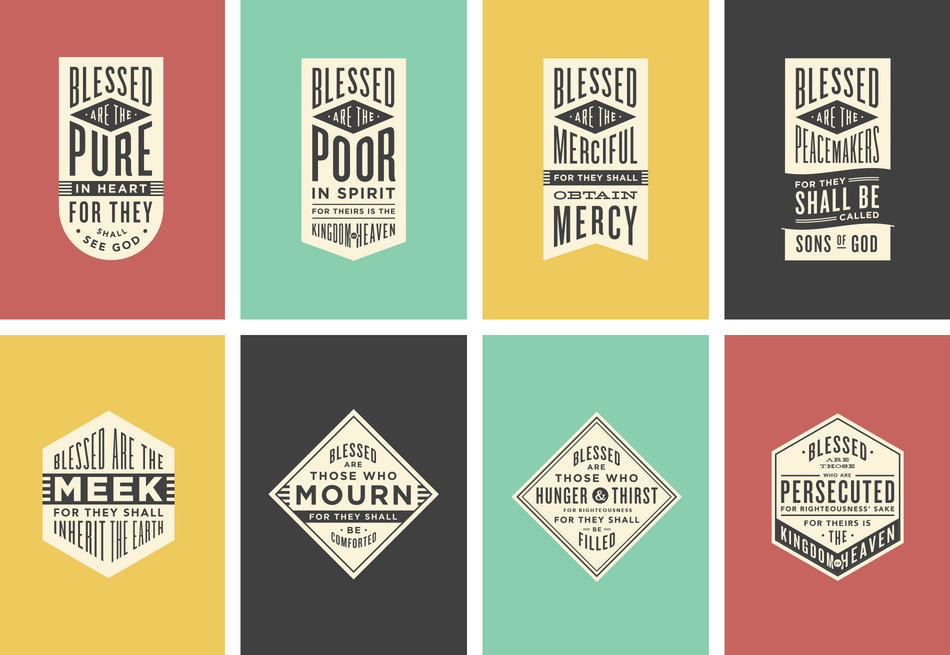 BLESSED
ARE THE
PURE
IN HEART
FOR THEY
SHALL
SEE GOD
BLESSED
ARE THE
POOR
IN SPIRIT
FOR THEIRS IS THE
KINGDOM OF HEAVEN
BLESSED
ARE THE
MERCIFUL
FOR THEY SHALL
OBTAIN
MERCY
BLESSED
ARE THE
PEACEMAKERS
FOR THEY
SHALL BE
CALLED
SONS OF GOD
BLESSED ARE THE
MEEK
FOR THEY SHALL
INHERIT THE EARTH
BLESSED
ARE
THOSE WHO
MOURN
FOR THEY SHALL
BE
COMFORTED
BLESSED
ARE
THOSE WHO
HUNGER & THIRST
FOR RIGHTEOUSNESS
FOR THEY SHALL
BE
FILLED
BLESSED
ARE
THOSE
WHO ARE
PERSECUTED
FOR RIGHTEOUSNESS' SAKE
FOR THEIRS IS
THE
KINGDOM OF HEAVEN